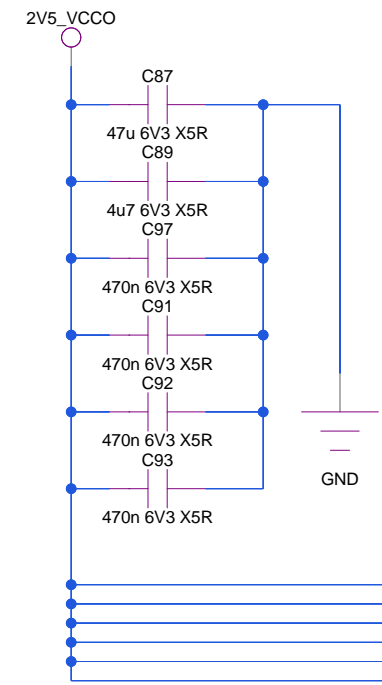 2V5_VCCO
C87
47u 6V3 X5R
C89
4u7 6V3 X5R
C97
470n 6V3 X5R
C91
470n 6V3 X5R
C92
470n 6V3 X5R
C93
470n 6V3 X5R
GND